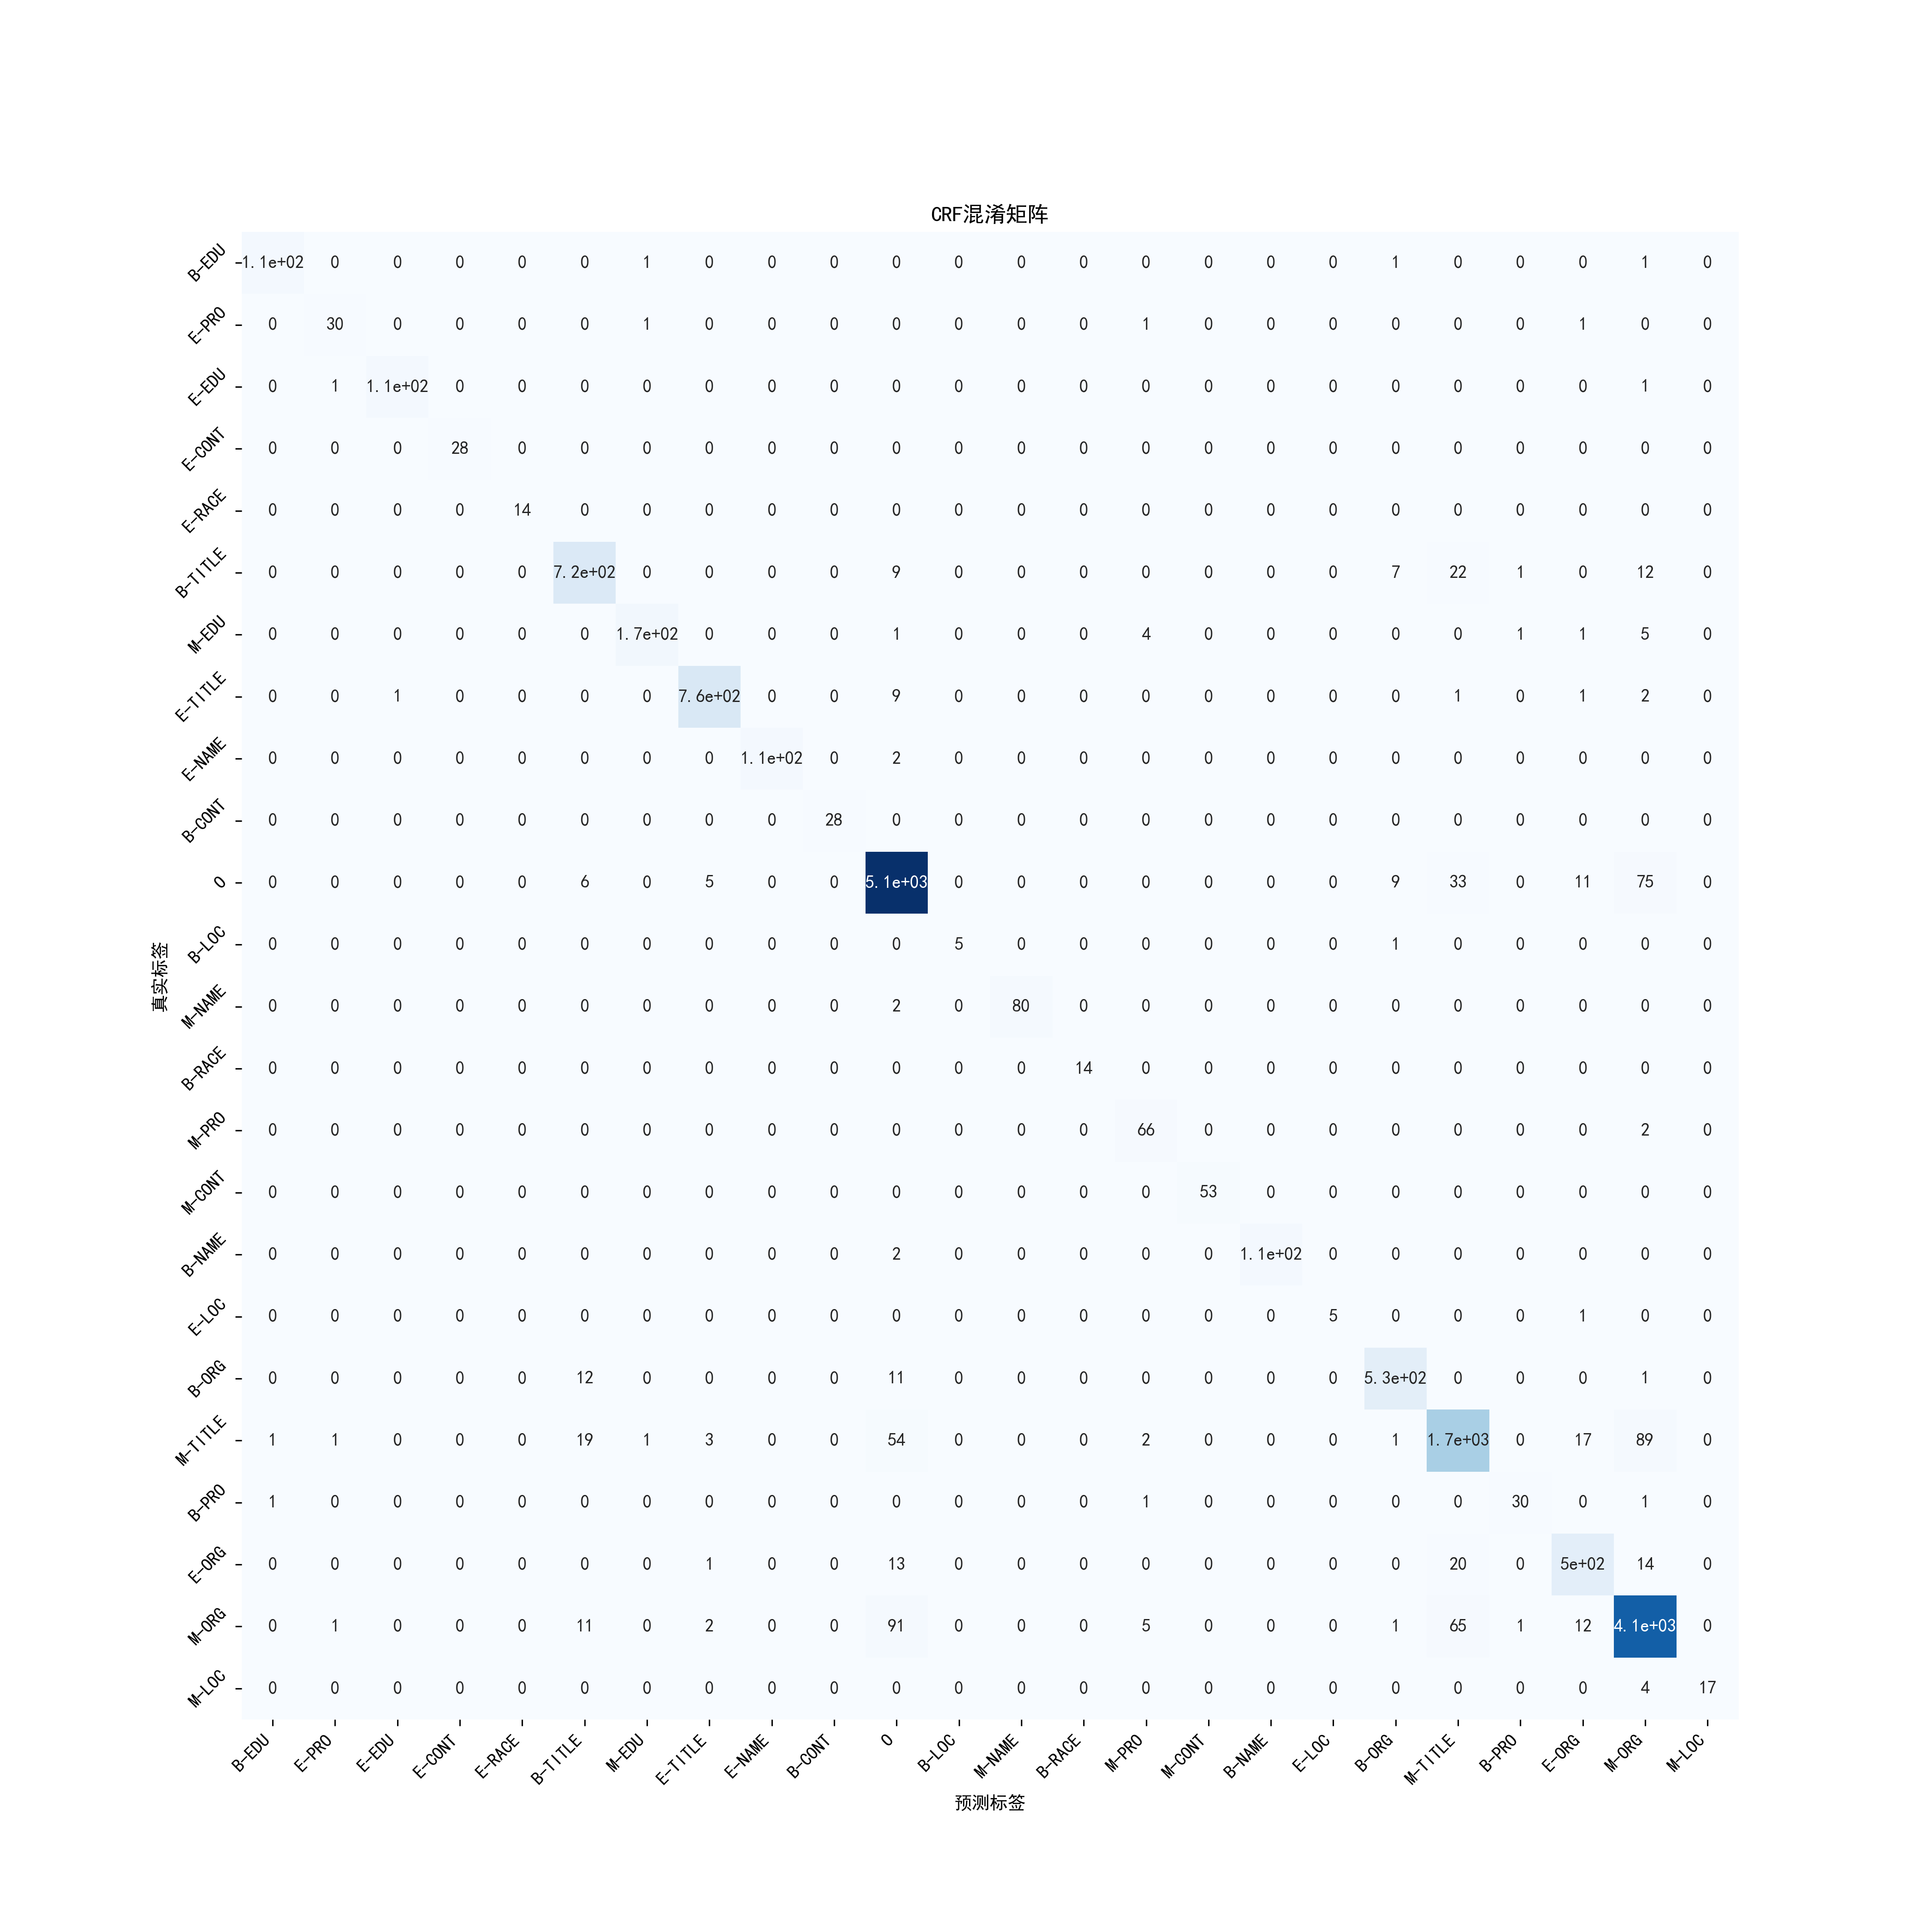 CRF混淆矩阵
B-EDU 1.1e+02 0 0 0 0 0 1 0 0 0 0 0 0 0 0 0 0 0 1 0 0 0 1 0
E-PRO 0 30 0 0 0 0 1 0 0 0 0 0 0 0 1 0 0 0 0 0 0 1 0 0
E-EDU 0 1 1.1e+02 0 0 0 0 0 0 0 0 0 0 0 0 0 0 0 0 0 0 0 1 0
E-CONT 0 0 0 28 0 0 0 0 0 0 0 0 0 0 0 0 0 0 0 0 0 0 0 0
E-RACE 0 0 0 0 14 0 0 0 0 0 0 0 0 0 0 0 0 0 0 0 0 0 0 0
B-TITLE 0 0 0 0 0 7.2e+02 0 0 0 0 9 0 0 0 0 0 0 0 7 22 1 0 12 0
M-EDU 0 0 0 0 0 0 1.7e+02 0 0 0 1 0 0 0 4 0 0 0 0 0 1 1 5 0
E-TITLE 0 0 1 0 0 0 0 7.6e+02 0 0 9 0 0 0 0 0 0 0 0 1 0 1 2 0
E-NAME 0 0 0 0 0 0 0 0 1.1e+02 0 2 0 0 0 0 0 0 0 0 0 0 0 0 0
B-CONT 0 0 0 0 0 0 0 0 0 28 0 0 0 0 0 0 0 0 0 0 0 0 0 0
O 0 0 0 0 0 6 0 5 0 0 5.1e+03 0 0 0 0 0 0 0 9 33 0 11 75 0
B-LOC 0 0 0 0 0 0 0 0 0 0 0 5 0 0 0 0 0 0 1 0 0 0 0 0
M-NAME 0 0 0 0 0 0 0 0 0 0 2 0 80 0 0 0 0 0 0 0 0 0 0 0
B-RACE 0 0 0 0 0 0 0 0 0 0 0 0 0 14 0 0 0 0 0 0 0 0 0 0
M-PRO 0 0 0 0 0 0 0 0 0 0 0 0 0 0 66 0 0 0 0 0 0 0 2 0
M-CONT 0 0 0 0 0 0 0 0 0 0 0 0 0 0 0 53 0 0 0 0 0 0 0 0
B-NAME 0 0 0 0 0 0 0 0 0 0 2 0 0 0 0 0 1.1e+02 0 0 0 0 0 0 0
E-LOC 0 0 0 0 0 0 0 0 0 0 0 0 0 0 0 0 0 5 0 0 0 1 0 0
B-ORG 0 0 0 0 0 12 0 0 0 0 11 0 0 0 0 0 0 0 5.3e+02 0 0 0 1 0
M-TITLE 1 1 0 0 0 19 1 3 0 0 54 0 0 0 2 0 0 0 1 1.7e+03 0 17 89 0
B-PRO 1 0 0 0 0 0 0 0 0 0 0 0 0 0 1 0 0 0 0 0 30 0 1 0
E-ORG 0 0 0 0 0 0 0 1 0 0 13 0 0 0 0 0 0 0 0 20 0 5e+02 14 0
M-ORG 0 1 0 0 0 11 0 2 0 0 91 0 0 0 5 0 0 0 1 65 1 12 4.1e+03 0
M-LOC 0 0 0 0 0 0 0 0 0 0 0 0 0 0 0 0 0 0 0 0 0 0 4 17
真实标签
B-EDU E-PRO E-EDU E-CONT E-RACE B-TITLE M-EDU E-TITLE E-NAME B-CONT O B-LOC M-NAME B-RACE M-PRO M-CONT B-NAME E-LOC B-ORG M-TITLE B-PRO E-ORG M-ORG M-LOC
预测标签